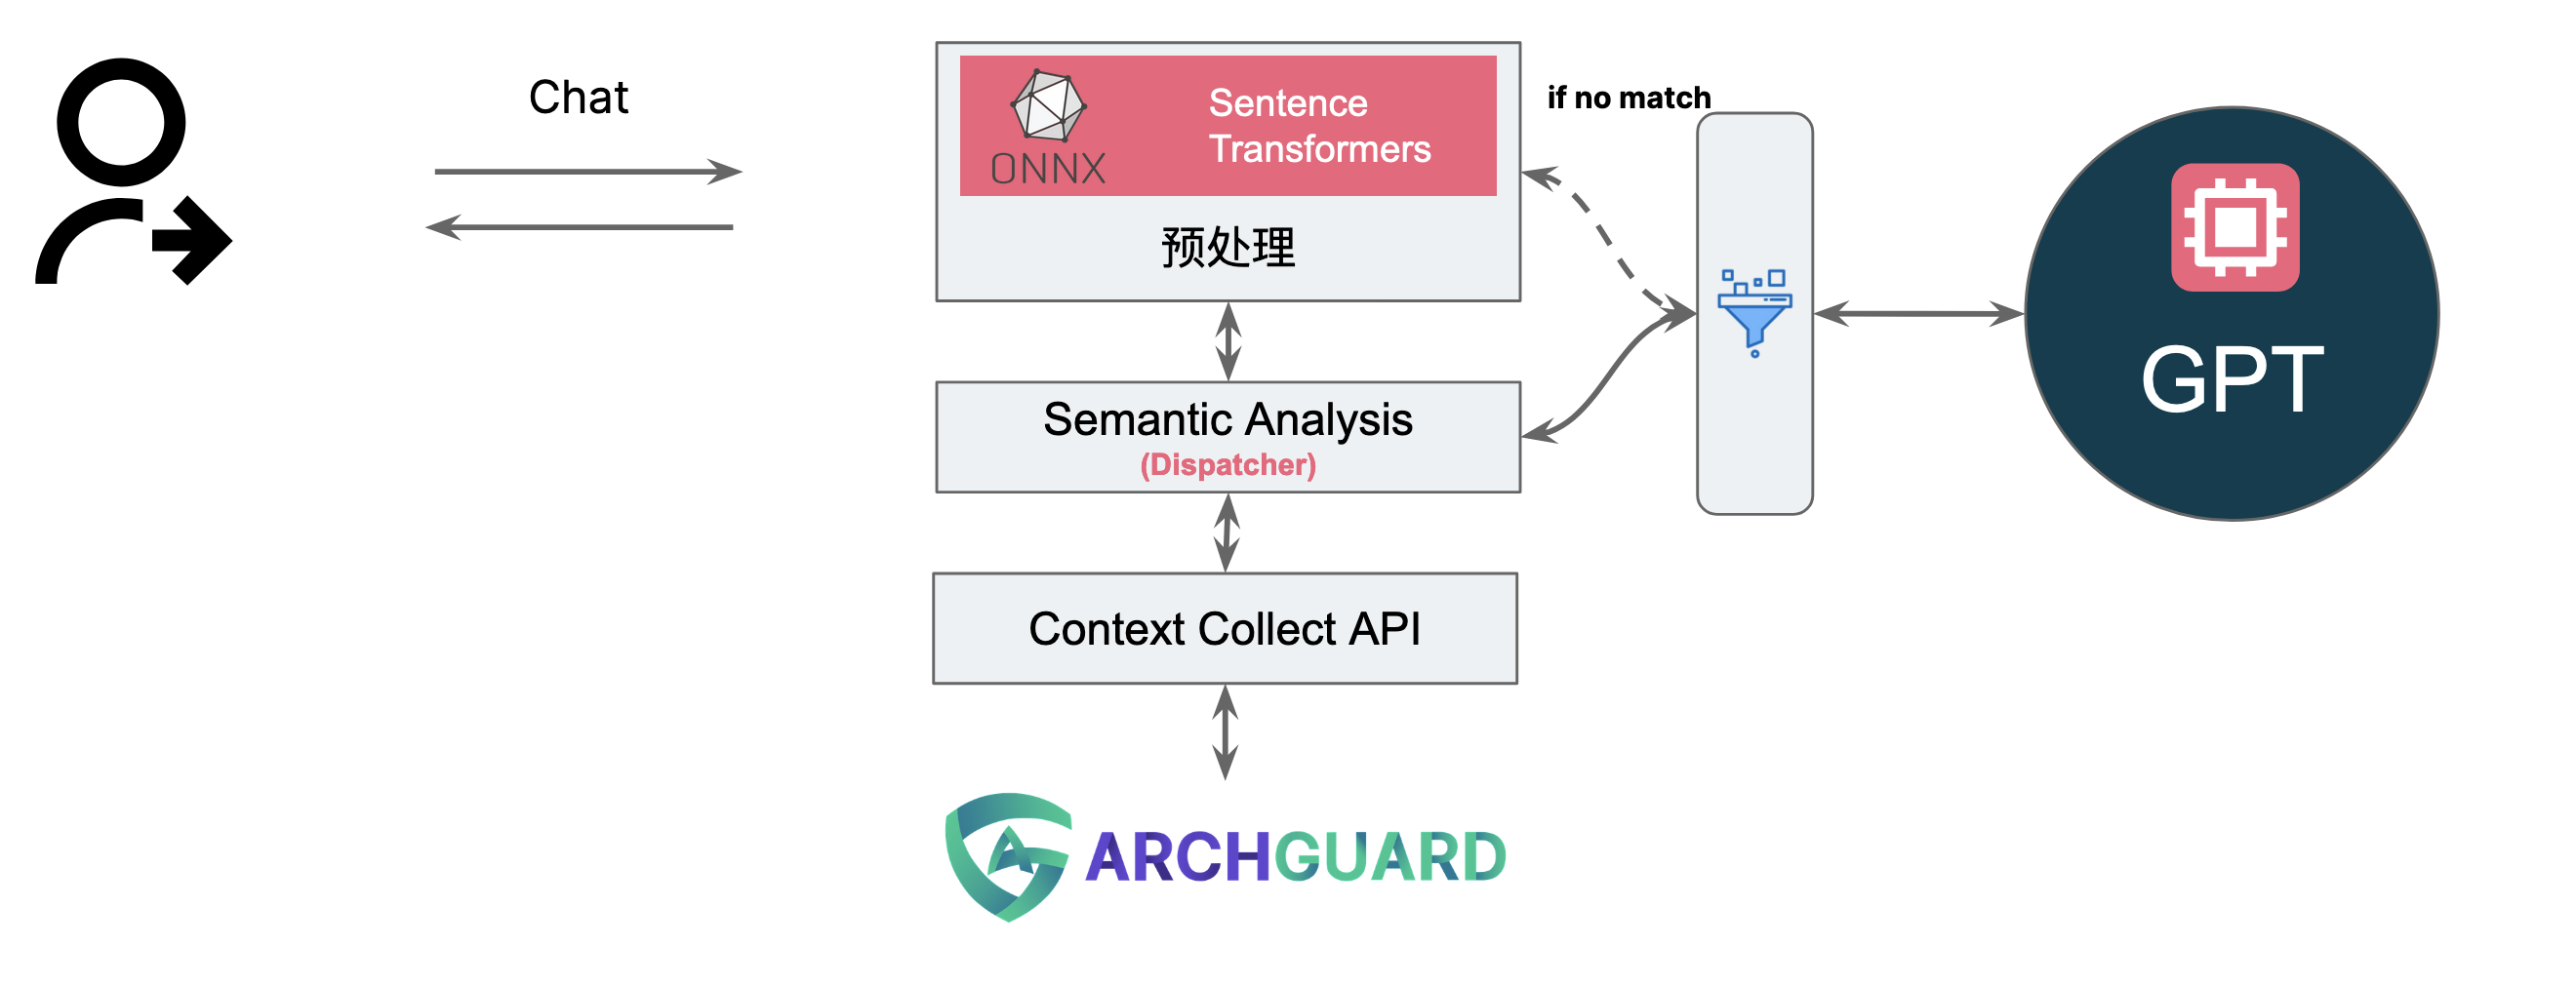 Chat
ONNX
Sentence
Transformers
预处理
if no match
GPT
Semantic Analysis
(Dispatcher)
Context Collect API
ARCHGUARD